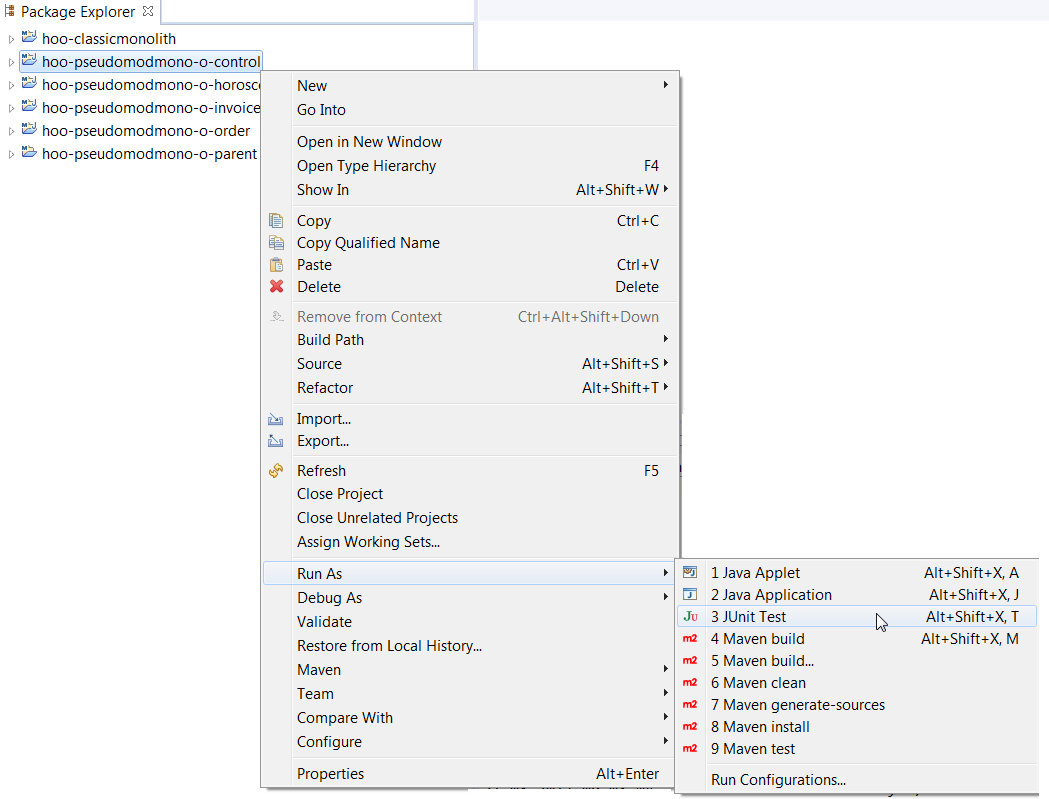 Package Explorer
hoo-classicmonolith
hoo-pseudomodmono-o-control
hoo-pseudomodmono-o-horosc
hoo-pseudomodmono-o-invoice
hoo-pseudomodmono-o-order
hoo-pseudomodmono-o-parent
New
Go Into
Open in New Window
Open Type Hierarchy F4
Show In Alt+Shift+W
Copy Ctrl+C
Copy Qualified Name
Paste Ctrl+V
Delete Delete
Remove from Context Ctrl+Alt+Shift+Down
Build Path
Source Alt+Shift+S
Refactor Alt+Shift+T
Import...
Export...
Refresh F5
Close Project
Close Unrelated Projects
Assign Working Sets...
Run As
Debug As
Validate
Restore from Local History...
Maven
Team
Compare With
Configure
Properties Alt+Enter
1 Java Applet Alt+Shift+X, A
2 Java Application Alt+Shift+X, J
JU 3 JUnit Test Alt+Shift+X, T
m2 4 Maven build Alt+Shift+X, M
m2 5 Maven build...
m2 6 Maven clean
m2 7 Maven generate-sources
m2 8 Maven install
m2 9 Maven test
Run Configurations...